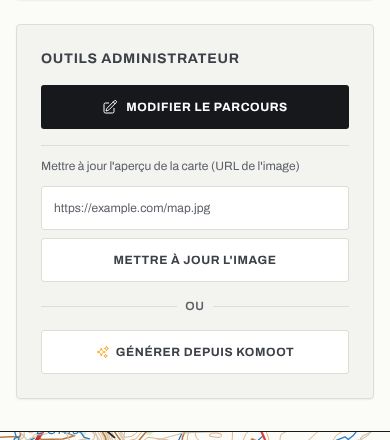 OUTILS ADMINISTRATEUR
MODIFIER LE PARCOURS
Mettre à jour l'aperçu de la carte (URL de l'image)
https://example.com/map.jpg
METTRE À JOUR L'IMAGE
OU
GÉNÉRER DEPUIS KOMOOT